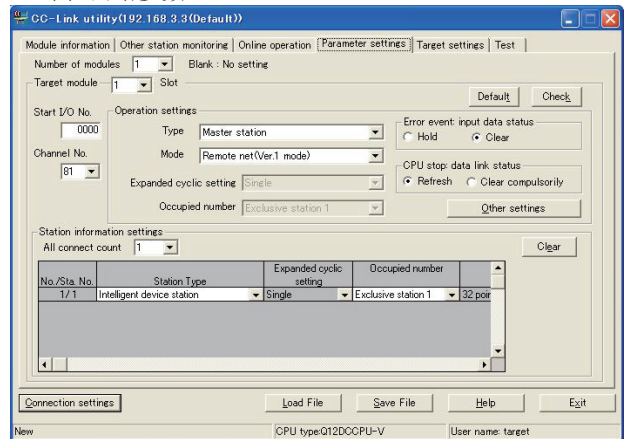 CC-Link utility(192.168.3.3(Default))
Module information Other station monitoring Online operation Parameter settings Target settings Test
Number of modules 1 Blank : No setting
Target module 1 Slot
Default Check
Start I/O No. Operation settings Error event: input data status
0000 Type Master station Hold Clear
Channel No. Mode Remote net(Ver.1 mode) CPU stop: data link status
81 Expanded cyclic setting Single Refresh Clear compulsorily
Occupied number Exclusive station 1 Other settings
Station information settings
All connect count 1 Clear
No./Sta. No. Station Type Expanded cyclic setting Occupied number
1/1 Intelligent device station Single Exclusive station 1 32 poir
Connection settings Load File Save File Help Exit
New CPU type:Q12DCCPU-V User name: target